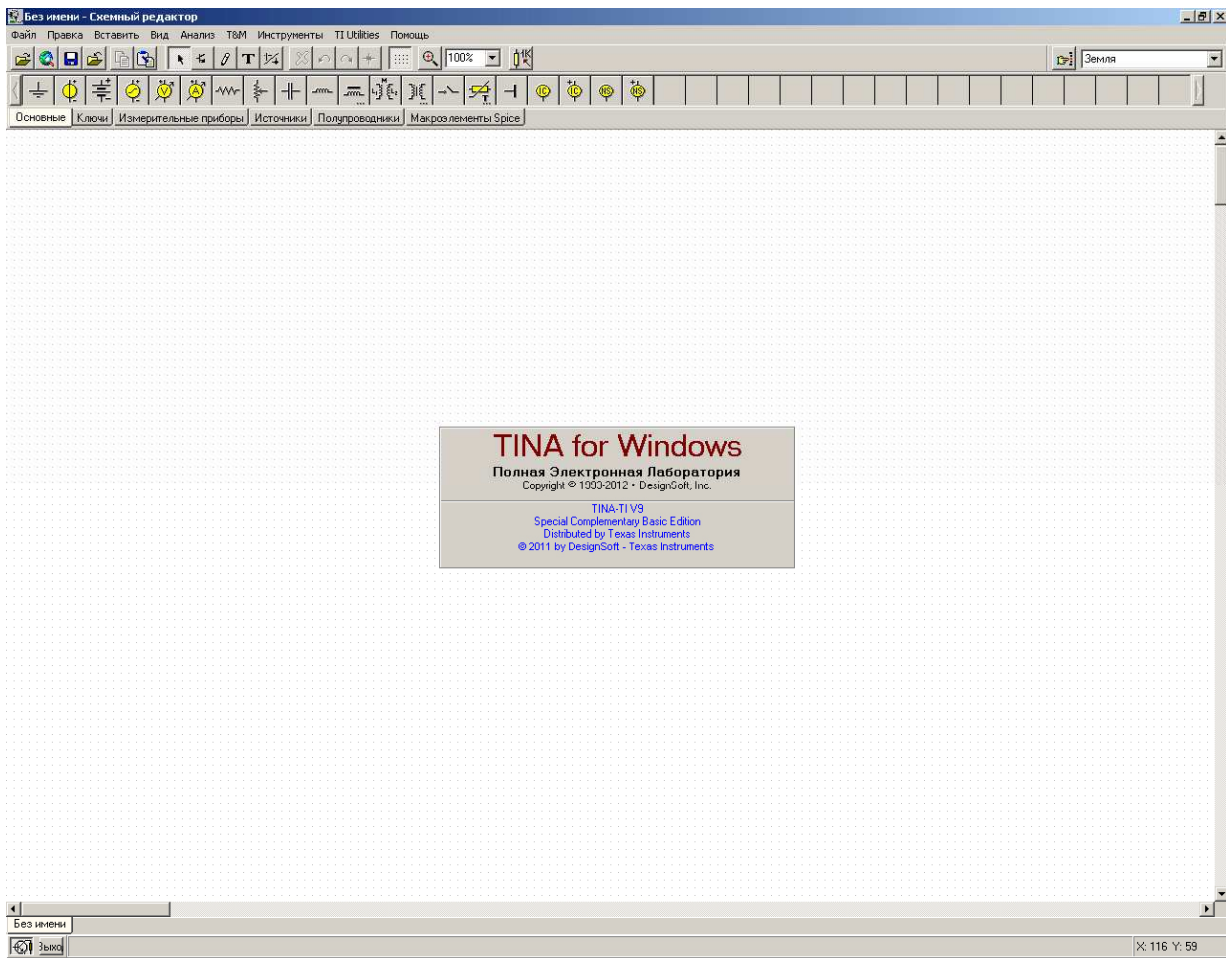 Без имени - Схемный редактор
Файл Правка Вставить Вид Анализ T&M Инструменты TI Utilities Помощь
100% 1K Земля
Основные Ключи Измерительные приборы Источники Полупроводники Макроэлементы Spice
TINA for Windows
Полная Электронная Лаборатория
Copyright © 1993-2012 • DesignSoft, Inc.
TINA-TI V9
Special Complementary Basic Edition
Distributed by Texas Instruments
© 2011 by DesignSoft - Texas Instruments
Без имени
X: 116 Y: 59